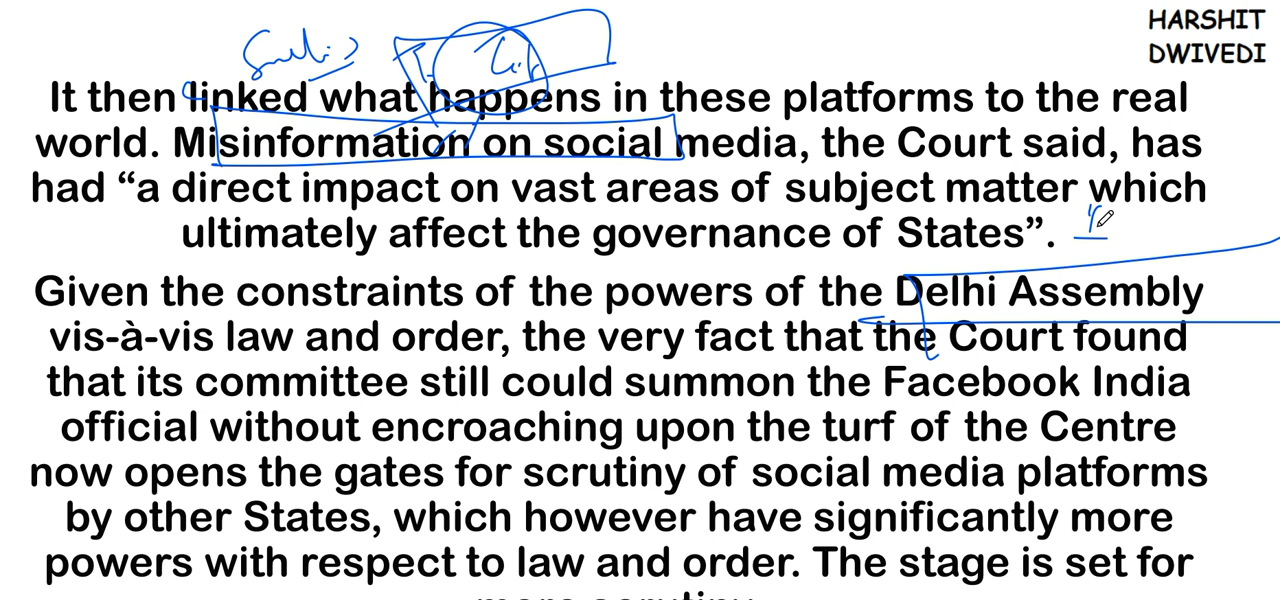 HARSHIT
DWIVEDI
It then linked what happens in these platforms to the real
world. Misinformation on social media, the Court said, has
had “a direct impact on vast areas of subject matter which
ultimately affect the governance of States”.
Given the constraints of the powers of the Delhi Assembly
vis-à-vis law and order, the very fact that the Court found
that its committee still could summon the Facebook India
official without encroaching upon the turf of the Centre
now opens the gates for scrutiny of social media platforms
by other States, which however have significantly more
powers with respect to law and order. The stage is set for
more scrutiny